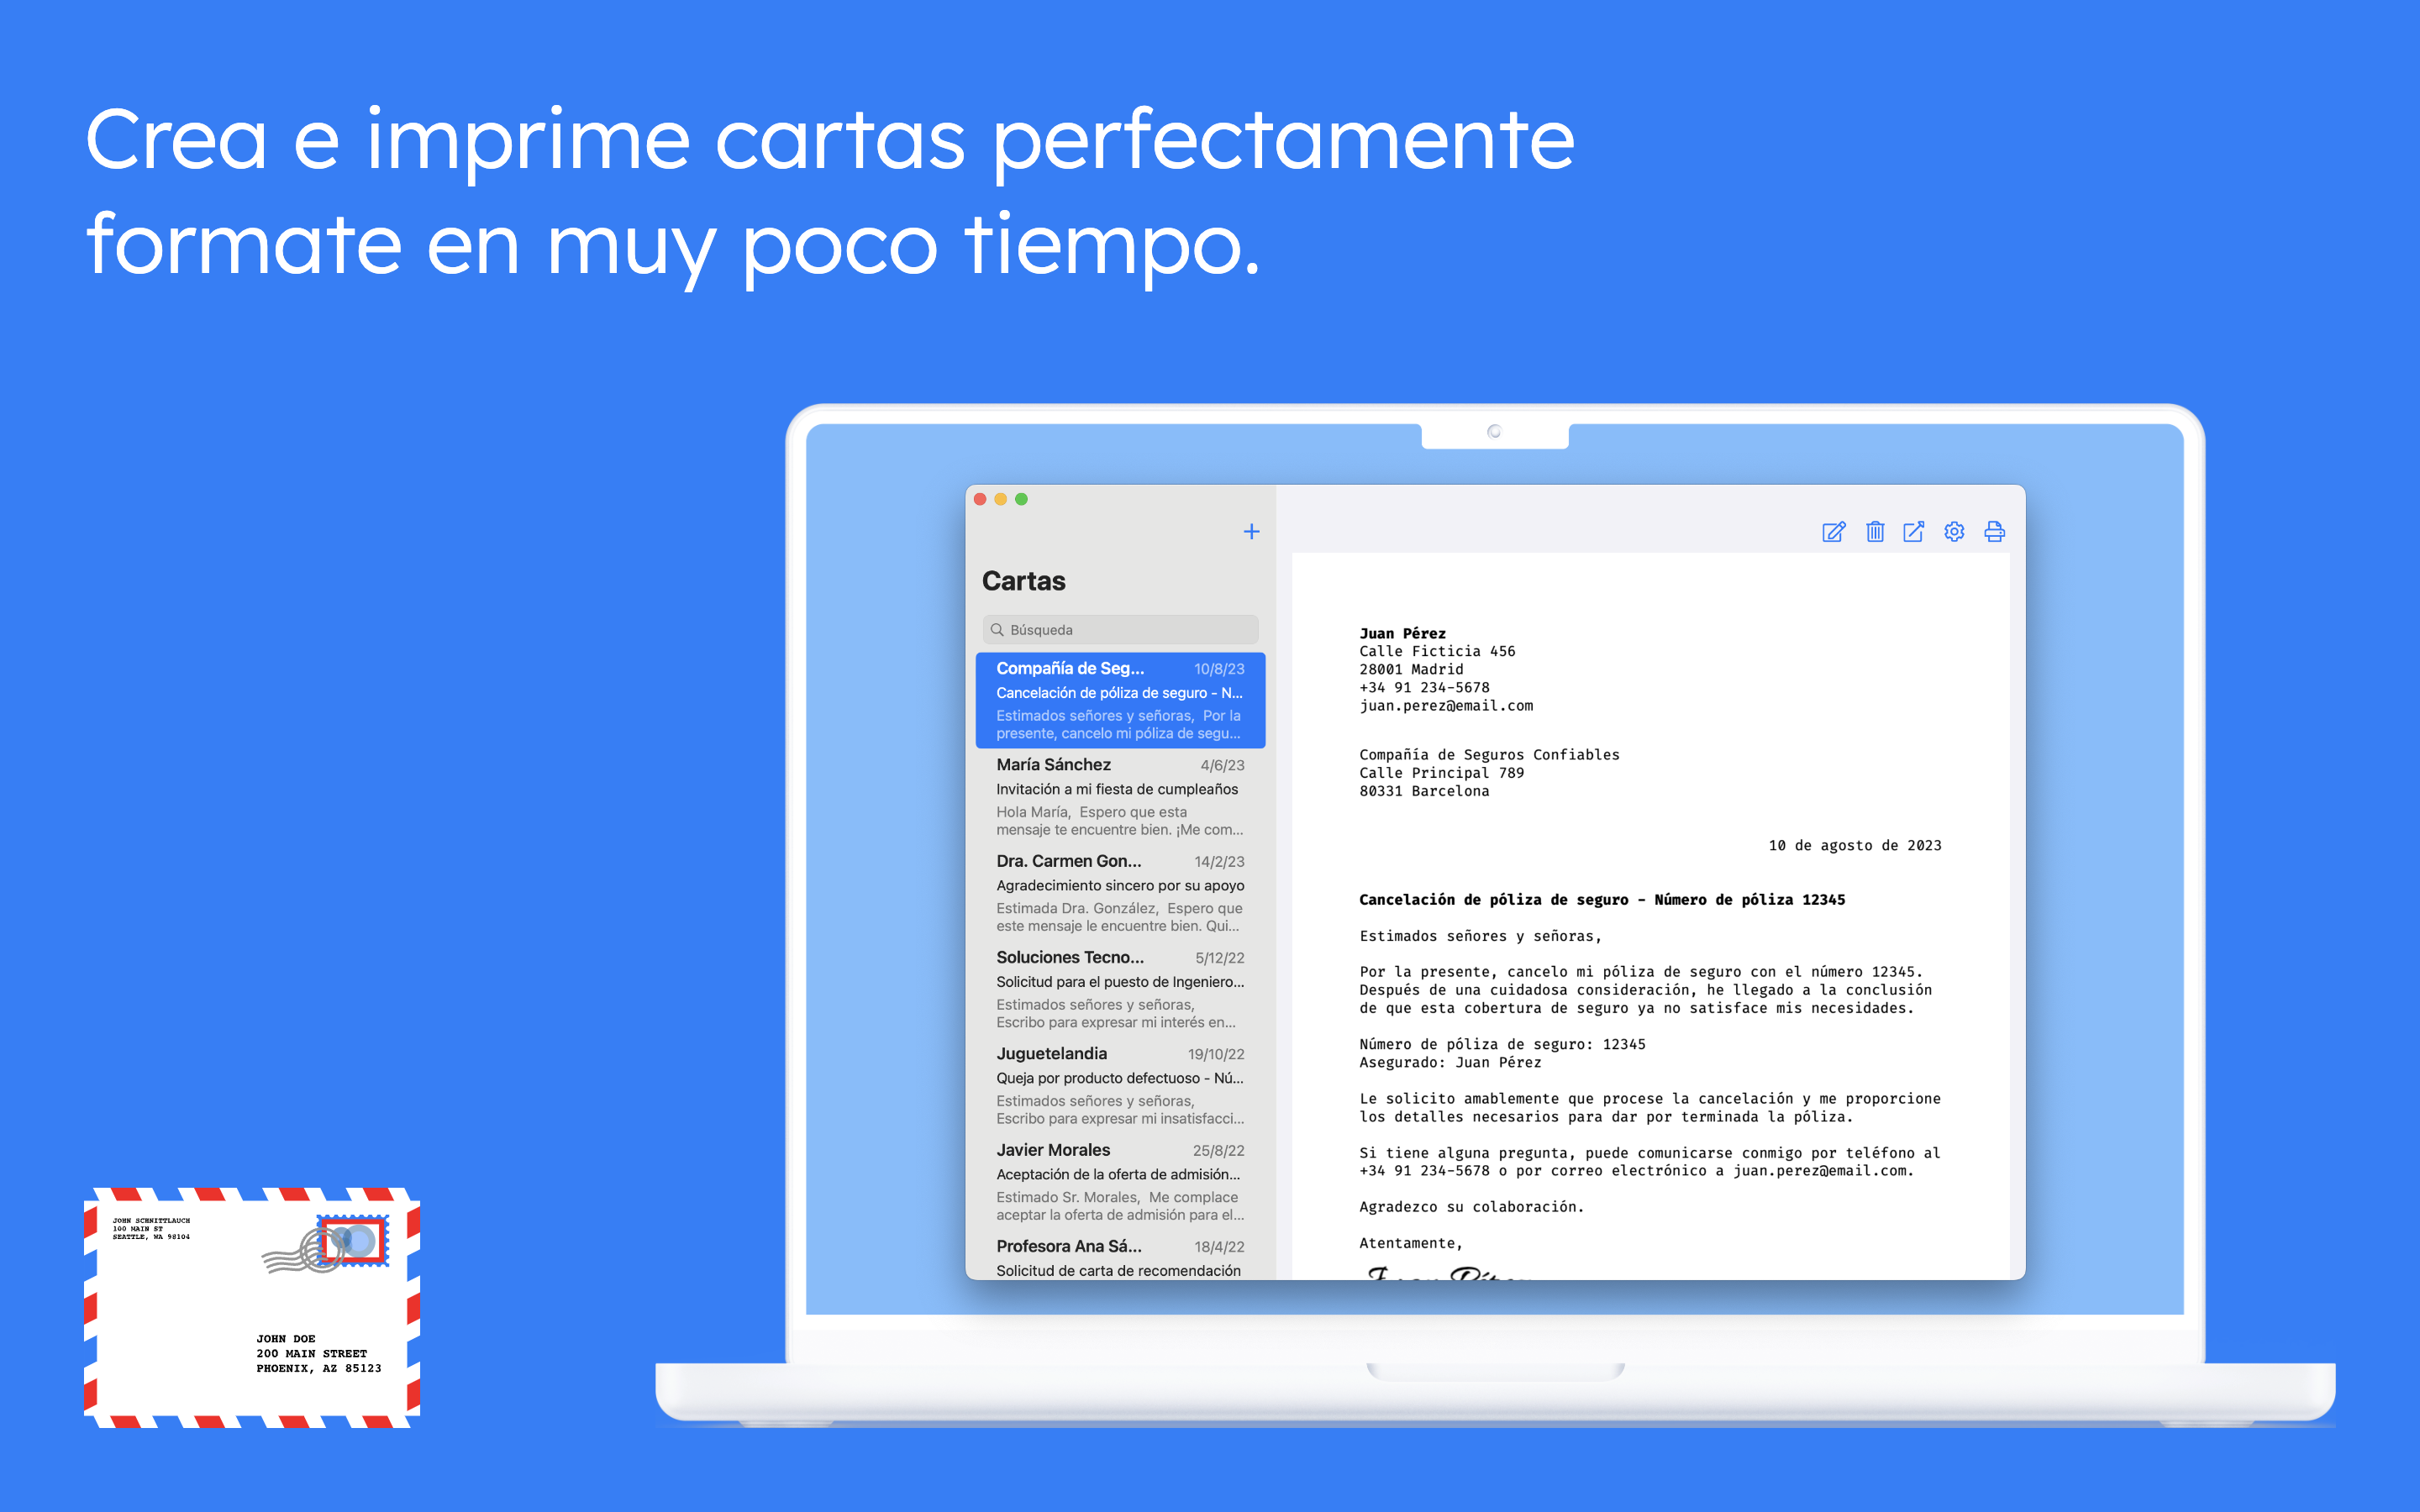 Crea e imprime cartas perfectamente
formate en muy poco tiempo.
Cartas
Búsqueda
Compañía de Seg... 10/8/23
Cancelación de póliza de seguro - N...
Estimados señores y señoras, Por la
presente, cancelo mi póliza de segu...
María Sánchez 4/6/23
Invitación a mi fiesta de cumpleaños
Hola María, Espero que esta
mensaje te encuentre bien. ¡Me com...
Dra. Carmen Gon... 14/2/23
Agradecimiento sincero por su apoyo
Estimada Dra. González, Espero que
este mensaje le encuentre bien. Qui...
Soluciones Tecno... 5/12/22
Solicitud para el puesto de Ingeniero...
Estimados señores y señoras,
Escribo para expresar mi interés en...
Juguetelandia 19/10/22
Queja por producto defectuoso - Nú...
Estimados señores y señoras,
Escribo para expresar mi insatisfacci...
Javier Morales 25/8/22
Aceptación de la oferta de admisión...
Estimado Sr. Morales, Me complace
aceptar la oferta de admisión para el...
Profesora Ana Sá... 18/4/22
Solicitud de carta de recomendación
Juan Pérez
Calle Ficticia 456
28001 Madrid
+34 91 234-5678
juan.perez@email.com
Compañía de Seguros Confiables
Calle Principal 789
80331 Barcelona
10 de agosto de 2023
Cancelación de póliza de seguro - Número de póliza 12345
Estimados señores y señoras,
Por la presente, cancelo mi póliza de seguro con el número 12345.
Después de una cuidadosa consideración, he llegado a la conclusión
de que esta cobertura de seguro ya no satisface mis necesidades.
Número de póliza de seguro: 12345
Asegurado: Juan Pérez
Le solicito amablemente que procese la cancelación y me proporcione
los detalles necesarios para dar por terminada la póliza.
Si tiene alguna pregunta, puede comunicarse conmigo por teléfono al
+34 91 234-5678 o por correo electrónico a juan.perez@email.com.
Agradezco su colaboración.
Atentamente,
Juan Pérez
JOHN SCHNITTLAUCH
100 MAIN ST
SEATTLE, WA 98104
JOHN DOE
200 MAIN STREET
PHOENIX, AZ 85123